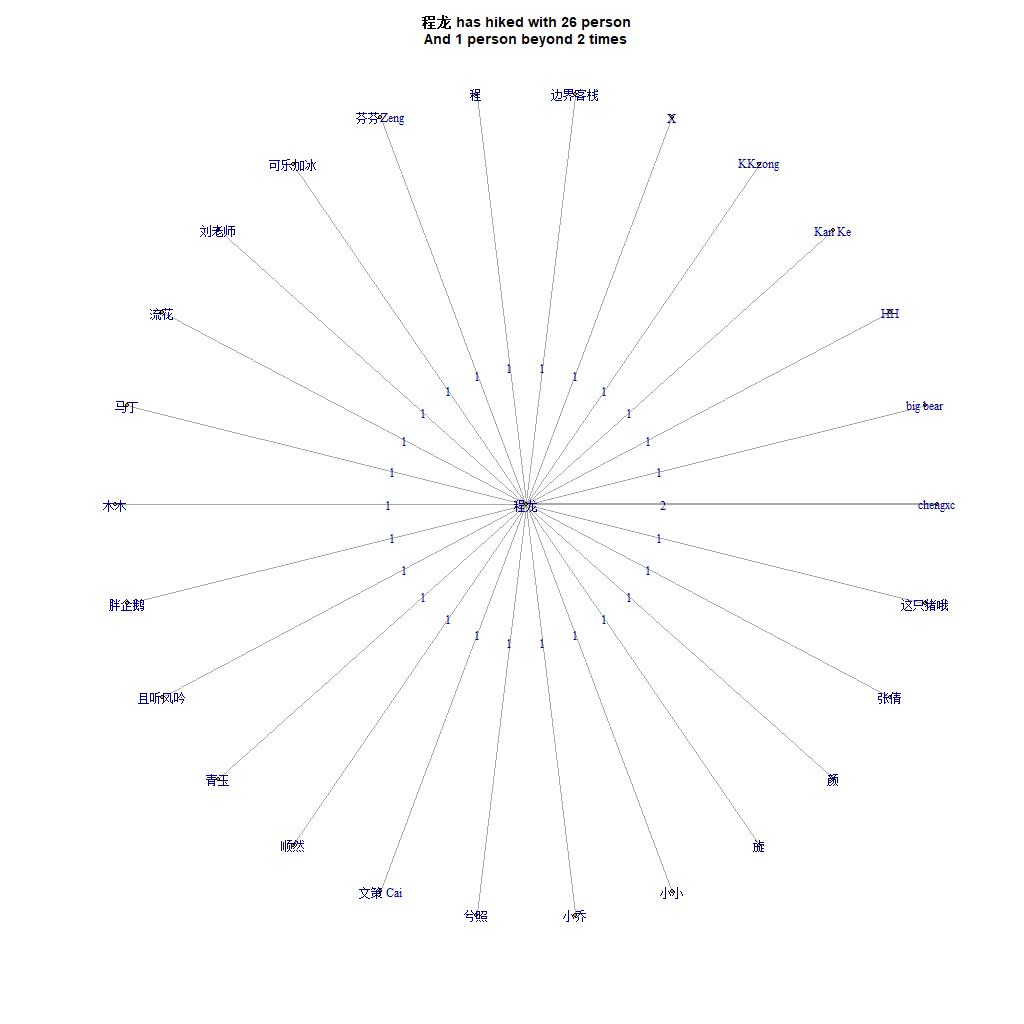 程龙 has hiked with 26 person
And 1 person beyond 2 times
程
边界客栈
芬芬Zeng
X
可乐加冰
KKzong
刘老师
Kan Ke
流花
HH
1
1
1
1
1
1
马丁
1
1
big bear
1
1
1
1
木木
1
程龙
2
chengxc
1
1
1
1
胖企鹅
1
1
这只猪哦
1
1
1
1
1
1
且听风吟
张倩
青玉
颜
顺然
旋
文策 Cai
小小
兮照
小乔